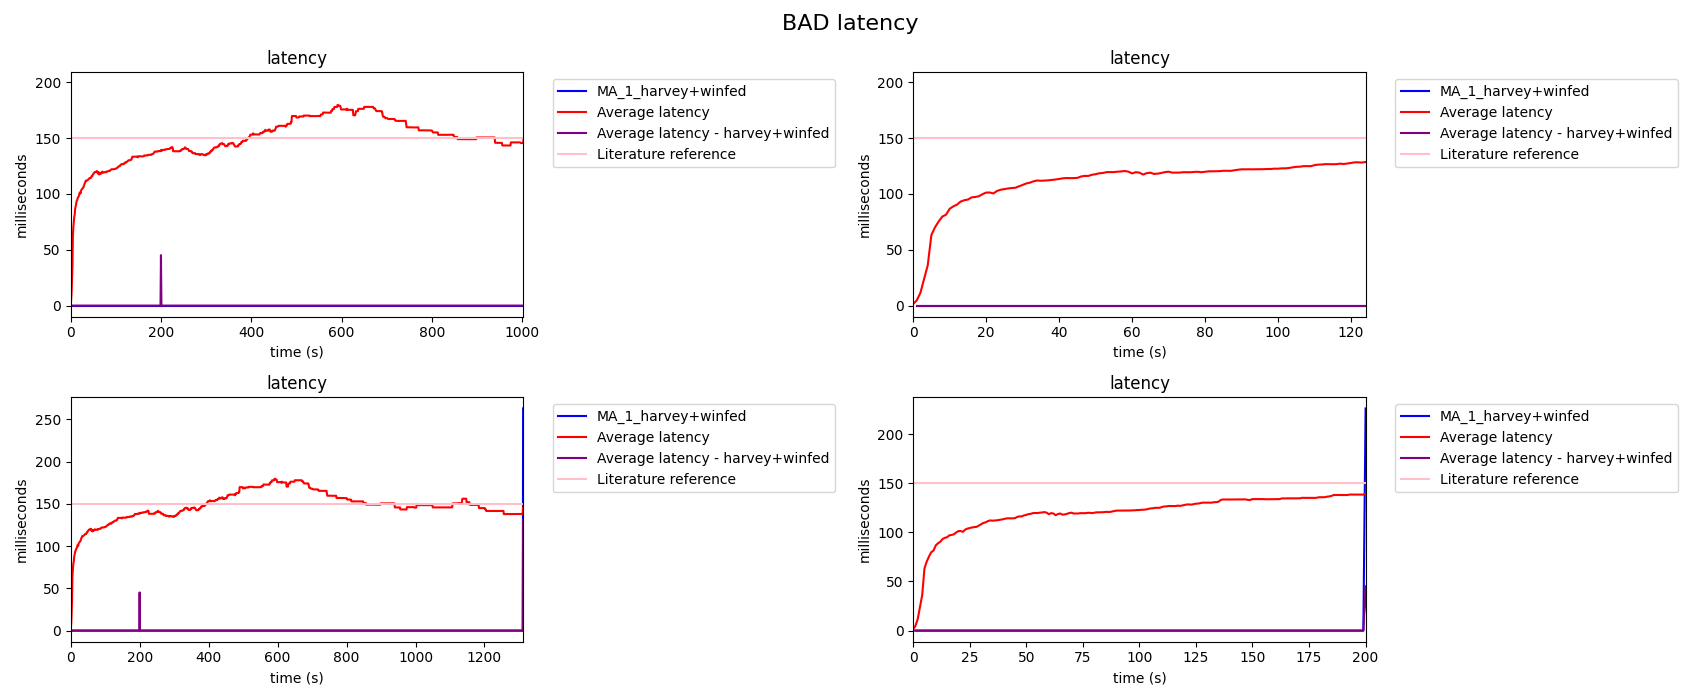 BAD latency
latency
200
150
100
50
0
milliseconds
0 200 400 600 800 1000
time (s)
MA_1_harvey+winfed
Average latency
Average latency - harvey+winfed
Literature reference
latency
200
150
100
50
0
milliseconds
0 20 40 60 80 100 120
time (s)
MA_1_harvey+winfed
Average latency
Average latency - harvey+winfed
Literature reference
latency
250
200
150
100
50
0
milliseconds
0 200 400 600 800 1000 1200
time (s)
MA_1_harvey+winfed
Average latency
Average latency - harvey+winfed
Literature reference
latency
200
150
100
50
0
milliseconds
0 25 50 75 100 125 150 175 200
time (s)
MA_1_harvey+winfed
Average latency
Average latency - harvey+winfed
Literature reference